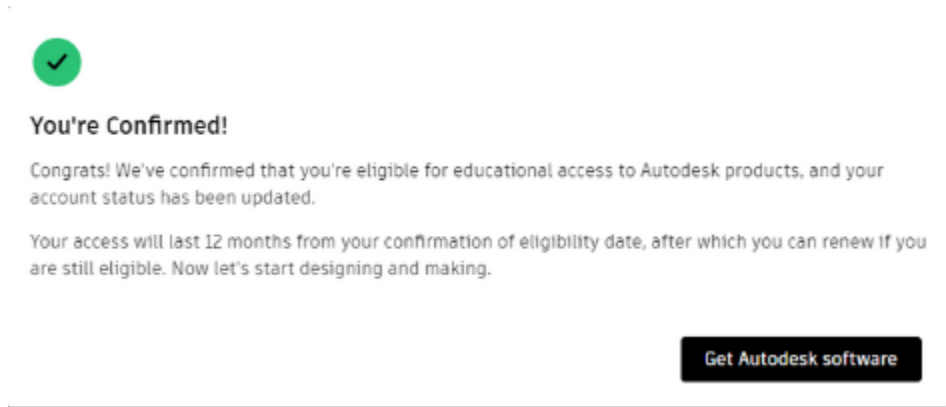 You're Confirmed!
Congrats! We've confirmed that you're eligible for educational access to Autodesk products, and your
account status has been updated.
Your access will last 12 months from your confirmation of eligibility date, after which you can renew if you
are still eligible. Now let's start designing and making.
Get Autodesk software